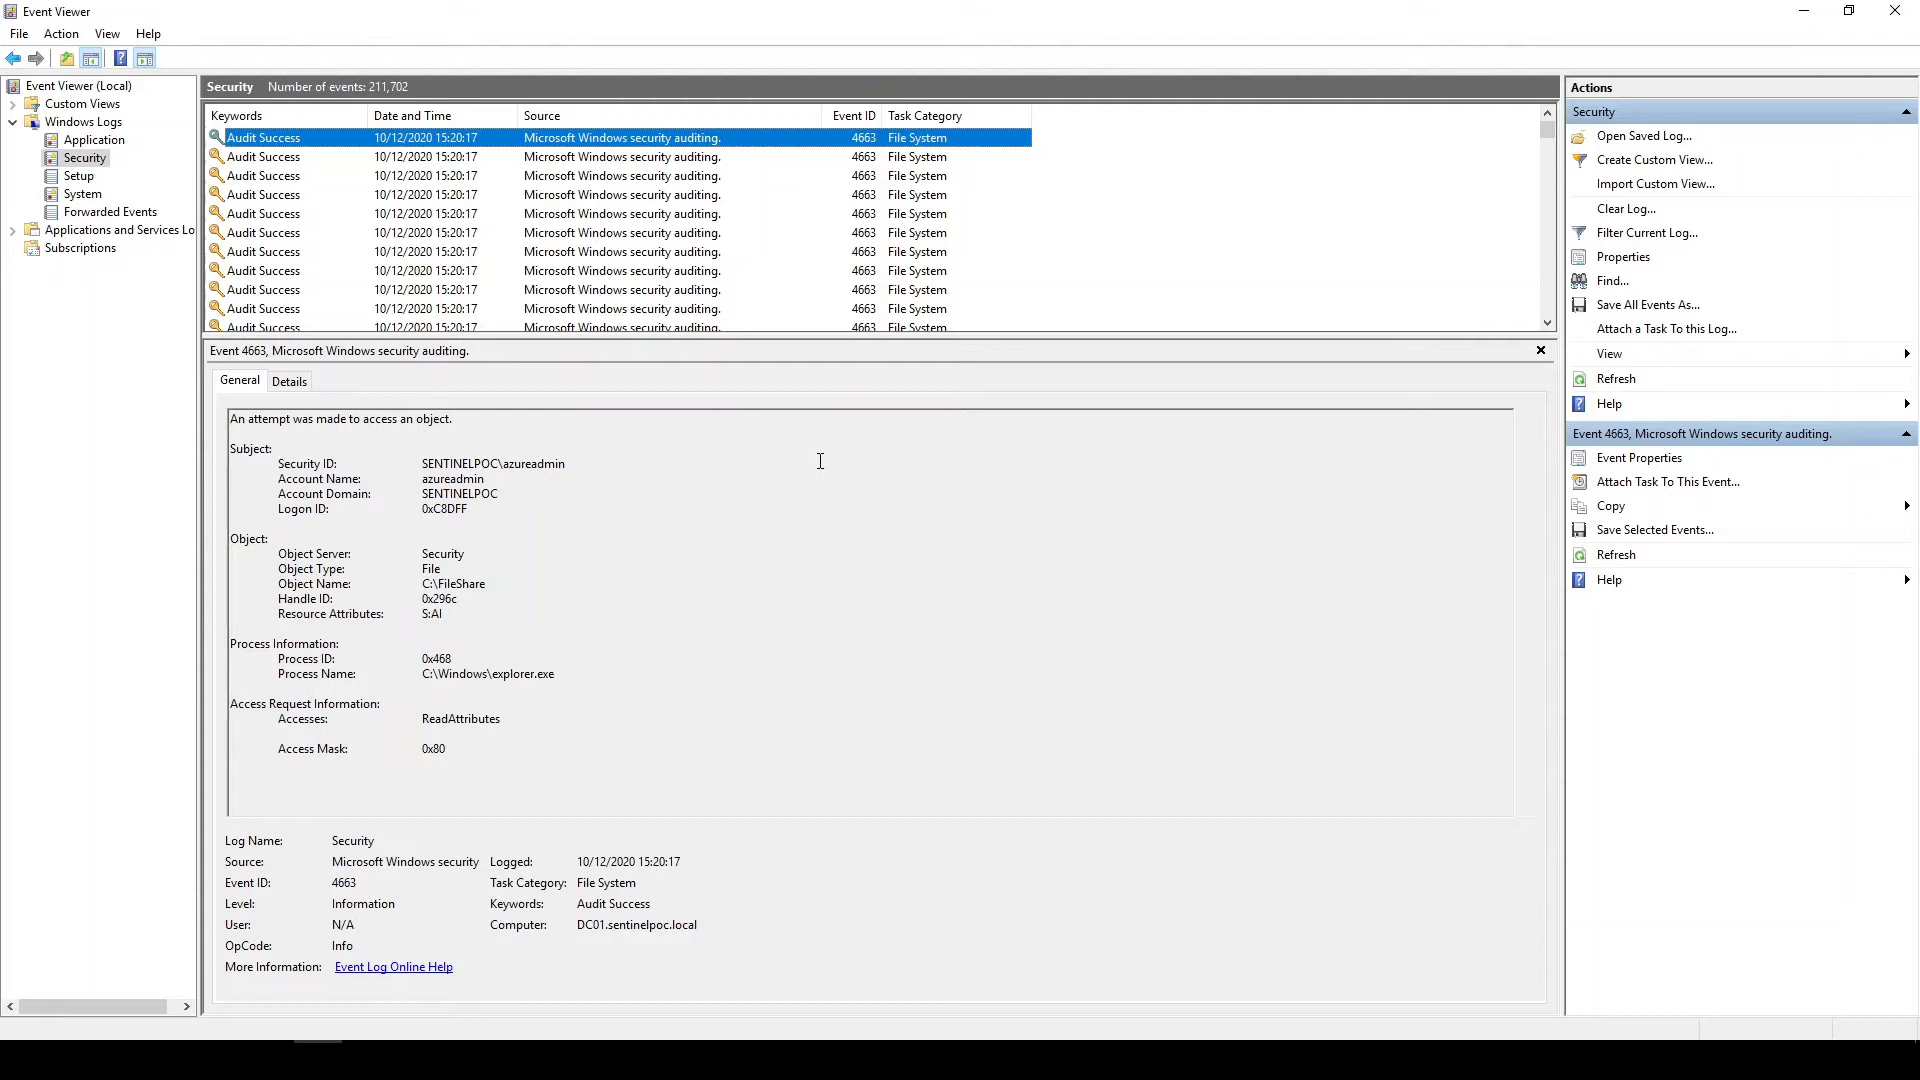 Event Viewer
File Action View Help
Event Viewer (Local)
Custom Views
Windows Logs
Application
Security
Setup
System
Forwarded Events
Applications and Services Lo
Subscriptions
Security Number of events: 211,702
Keywords Date and Time Source Event ID Task Category
Audit Success 10/12/2020 15:20:17 Microsoft Windows security auditing. 4663 File System
Audit Success 10/12/2020 15:20:17 Microsoft Windows security auditing. 4663 File System
Audit Success 10/12/2020 15:20:17 Microsoft Windows security auditing. 4663 File System
Audit Success 10/12/2020 15:20:17 Microsoft Windows security auditing. 4663 File System
Audit Success 10/12/2020 15:20:17 Microsoft Windows security auditing. 4663 File System
Audit Success 10/12/2020 15:20:17 Microsoft Windows security auditing. 4663 File System
Audit Success 10/12/2020 15:20:17 Microsoft Windows security auditing. 4663 File System
Audit Success 10/12/2020 15:20:17 Microsoft Windows security auditing. 4663 File System
Audit Success 10/12/2020 15:20:17 Microsoft Windows security auditing. 4663 File System
Audit Success 10/12/2020 15:20:17 Microsoft Windows security auditing. 4663 File System
Audit Success 10/12/2020 15:20:17 Microsoft Windows security auditing. 4663 File System
Event 4663, Microsoft Windows security auditing.
General Details
An attempt was made to access an object.
Subject:
Security ID: SENTINELPOC\azureadmin
Account Name: azureadmin
Account Domain: SENTINELPOC
Logon ID: 0xC8DFF
Object:
Object Server: Security
Object Type: File
Object Name: C:\FileShare
Handle ID: 0x296c
Resource Attributes: S:AI
Process Information:
Process ID: 0x468
Process Name: C:\Windows\explorer.exe
Access Request Information:
Accesses: ReadAttributes
Access Mask: 0x80
Log Name: Security
Source: Microsoft Windows security Logged: 10/12/2020 15:20:17
Event ID: 4663 Task Category: File System
Level: Information Keywords: Audit Success
User: N/A Computer: DC01.sentinelpoc.local
OpCode: Info
More Information: Event Log Online Help
Actions
Security
Open Saved Log...
Create Custom View...
Import Custom View...
Clear Log...
Filter Current Log...
Properties
Find...
Save All Events As...
Attach a Task To this Log...
View
Refresh
Help
Event 4663, Microsoft Windows security auditing.
Event Properties
Attach Task To This Event...
Copy
Save Selected Events...
Refresh
Help